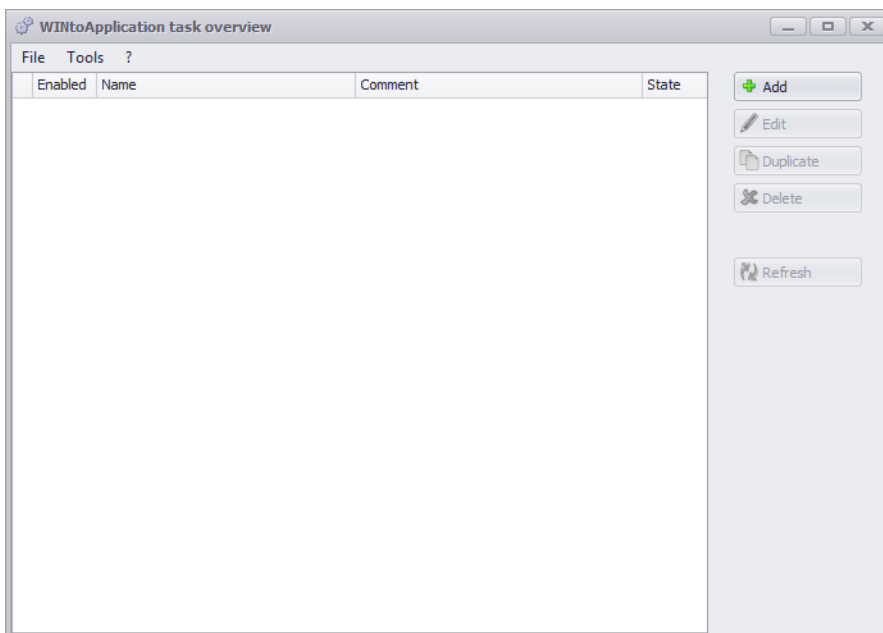 WINtoApplication task overview
File Tools ?
Enabled Name Comment State
Add
Edit
Duplicate
Delete
Refresh